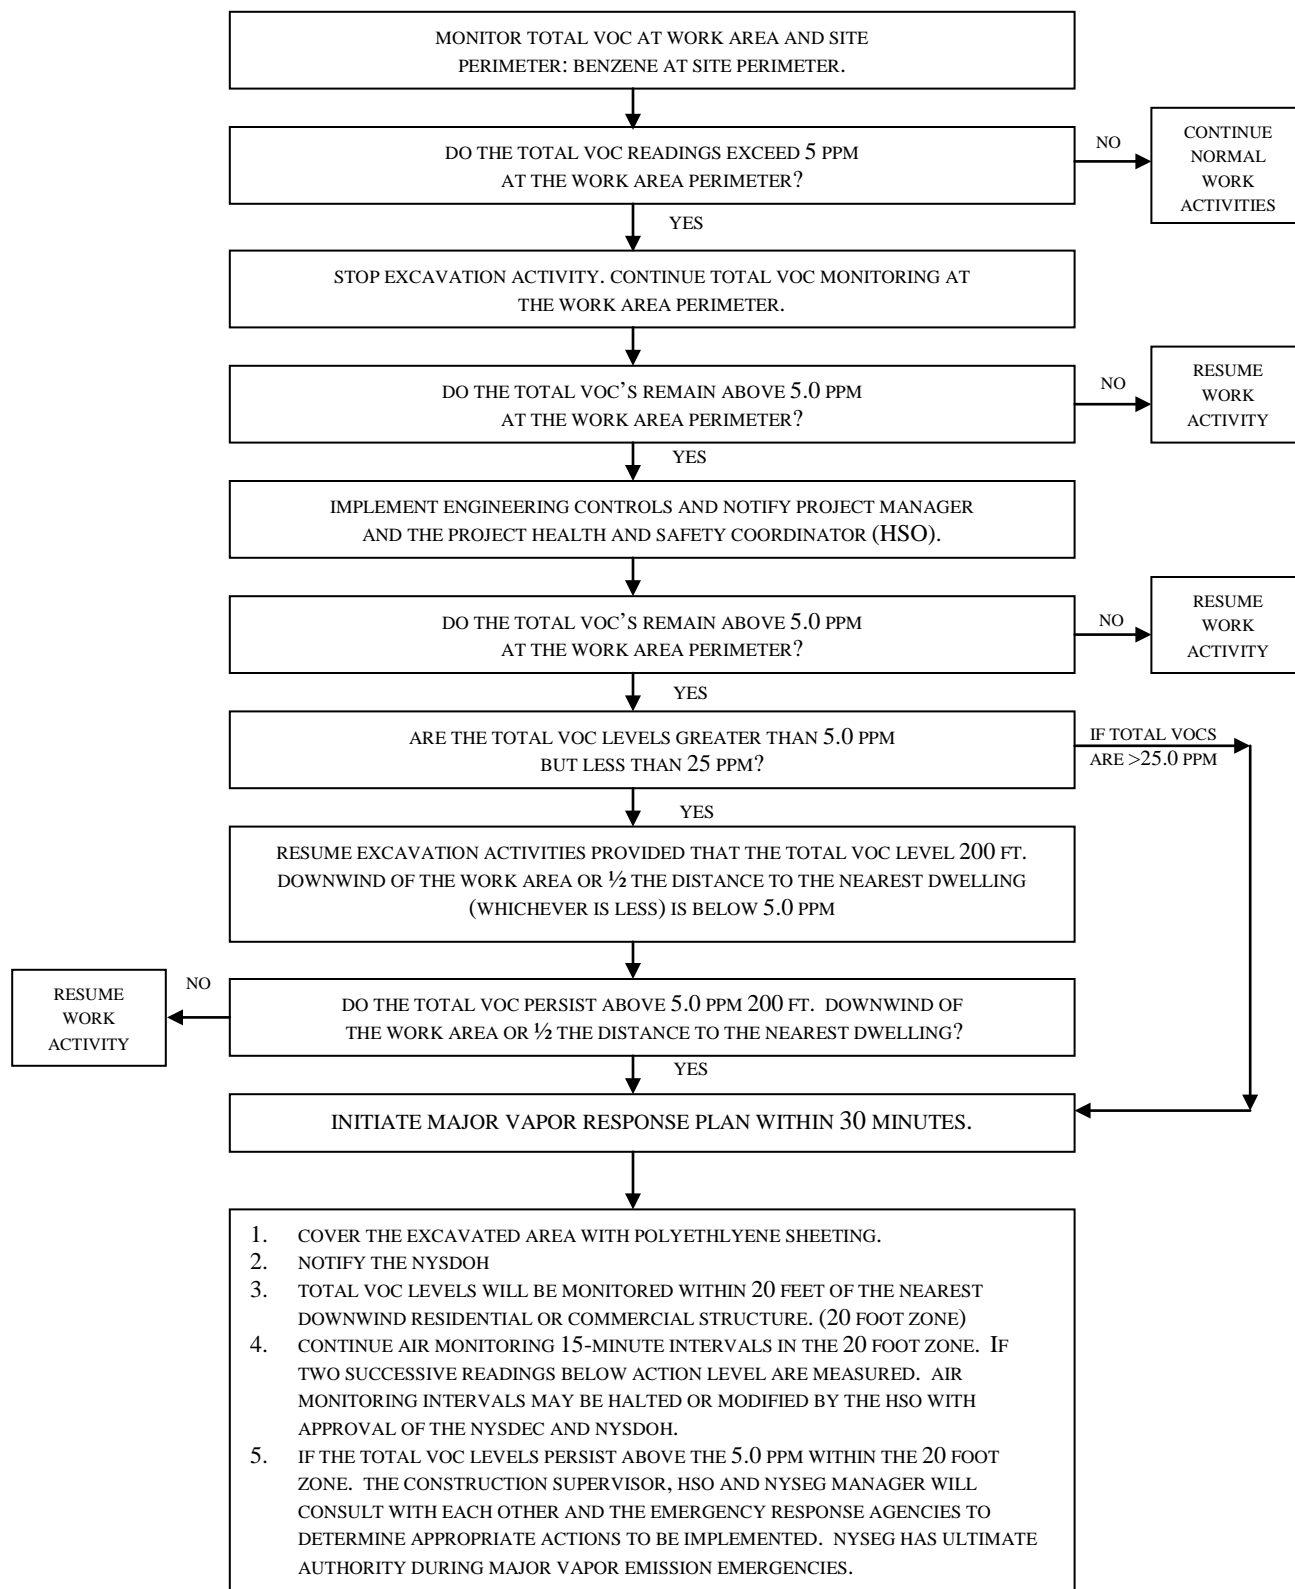 MONITOR TOTAL VOC AT WORK AREA AND SITE
PERIMETER: BENZENE AT SITE PERIMETER.
DO THE TOTAL VOC READINGS EXCEED 5 PPM
AT THE WORK AREA PERIMETER?
NO
CONTINUE
NORMAL
WORK
ACTIVITIES
YES
STOP EXCAVATION ACTIVITY. CONTINUE TOTAL VOC MONITORING AT
THE WORK AREA PERIMETER.
DO THE TOTAL VOC'S REMAIN ABOVE 5.0 PPM
AT THE WORK AREA PERIMETER?
NO
RESUME
WORK
ACTIVITY
YES
IMPLEMENT ENGINEERING CONTROLS AND NOTIFY PROJECT MANAGER
AND THE PROJECT HEALTH AND SAFETY COORDINATOR (HSO).
DO THE TOTAL VOC'S REMAIN ABOVE 5.0 PPM
AT THE WORK AREA PERIMETER?
NO
RESUME
WORK
ACTIVITY
YES
ARE THE TOTAL VOC LEVELS GREATER THAN 5.0 PPM
BUT LESS THAN 25 PPM?
IF TOTAL VOCS
ARE >25.0 PPM
YES
RESUME EXCAVATION ACTIVITIES PROVIDED THAT THE TOTAL VOC LEVEL 200 FT.
DOWNWIND OF THE WORK AREA OR ½ THE DISTANCE TO THE NEAREST DWELLING
(WHICHEVER IS LESS) IS BELOW 5.0 PPM
RESUME
WORK
ACTIVITY
NO
DO THE TOTAL VOC PERSIST ABOVE 5.0 PPM 200 FT. DOWNWIND OF
THE WORK AREA OR ½ THE DISTANCE TO THE NEAREST DWELLING?
YES
INITIATE MAJOR VAPOR RESPONSE PLAN WITHIN 30 MINUTES.
1. COVER THE EXCAVATED AREA WITH POLYETHLYENE SHEETING.
2. NOTIFY THE NYSDOH
3. TOTAL VOC LEVELS WILL BE MONITORED WITHIN 20 FEET OF THE NEAREST
DOWNWIND RESIDENTIAL OR COMMERCIAL STRUCTURE. (20 FOOT ZONE)
4. CONTINUE AIR MONITORING 15-MINUTE INTERVALS IN THE 20 FOOT ZONE. IF
TWO SUCCESSIVE READINGS BELOW ACTION LEVEL ARE MEASURED. AIR
MONITORING INTERVALS MAY BE HALTED OR MODIFIED BY THE HSO WITH
APPROVAL OF THE NYSDEC AND NYSDOH.
5. IF THE TOTAL VOC LEVELS PERSIST ABOVE THE 5.0 PPM WITHIN THE 20 FOOT
ZONE. THE CONSTRUCTION SUPERVISOR, HSO AND NYSEG MANAGER WILL
CONSULT WITH EACH OTHER AND THE EMERGENCY RESPONSE AGENCIES TO
DETERMINE APPROPRIATE ACTIONS TO BE IMPLEMENTED. NYSEG HAS ULTIMATE
AUTHORITY DURING MAJOR VAPOR EMISSION EMERGENCIES.